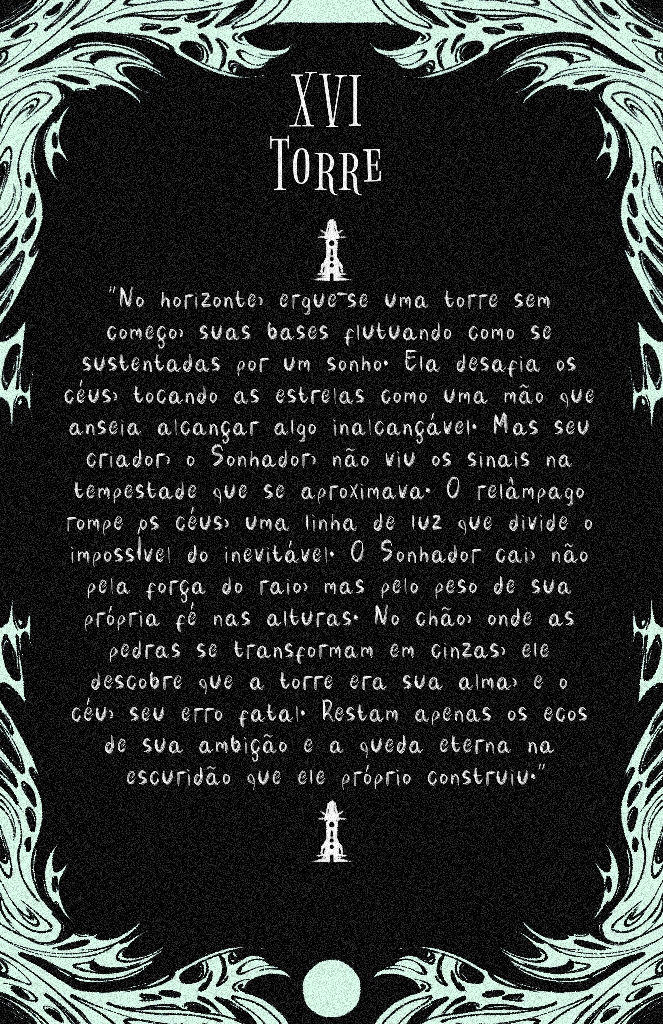 XVI
TORRE
"No horizonte, ergue-se uma torre sem
começo, suas bases flutuando como se
sustentadas por um sonho. Ela desafia os
céus, tocando as estrelas como uma mão que
anseia alcançar algo inalcançável. Mas seu
criador, o Sonhador, não viu os sinais na
tempestade que se aproximava. O relâmpago
rompe os céus, uma linha de luz que divide o
impossível do inevitável. O Sonhador cai, não
pela força do raio, mas pelo peso de sua
própria fé nas alturas. No chão, onde as
pedras se transformam em cinzas, ele
descobre que a torre era sua alma, e o
céu, seu erro fatal. Restam apenas os ecos
de sua ambição e a queda eterna na
escuridão que ele próprio construiu."